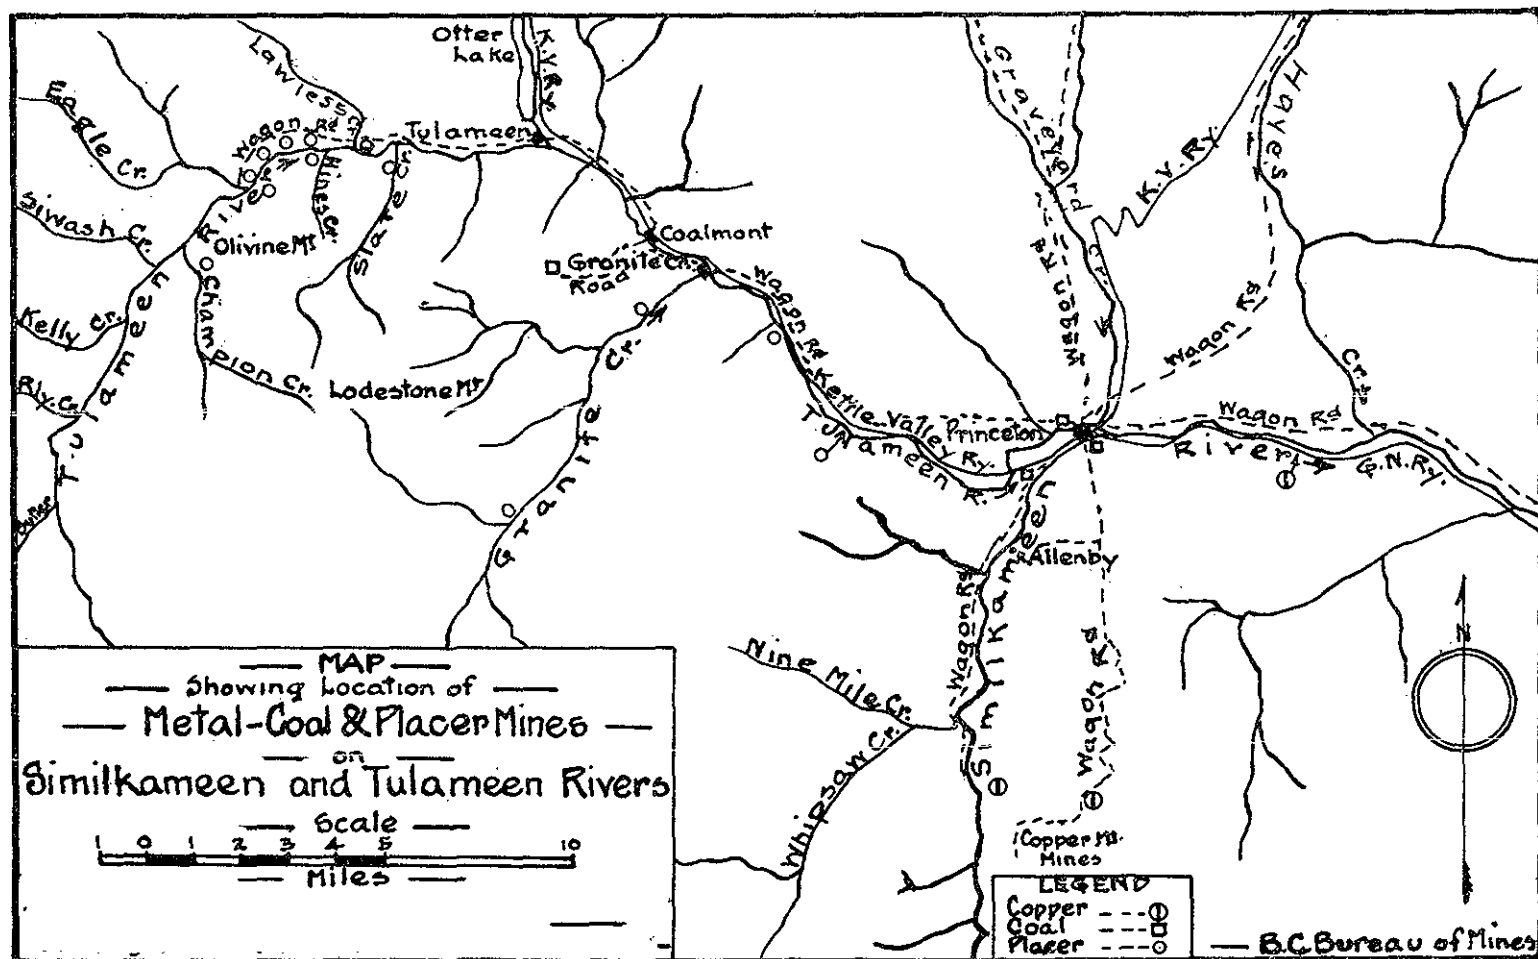 Otter
Lake
K.V.Ry.
Lawless Cr.
Eagle Cr.
Wagon Rd
Tulameen
Hines Cr.
Slate Cr.
Siwash Cr.
River
Olivine Mt
Coalmont
Granite Cr.
Road
Champion Cr.
Kelly Cr.
Rly. Cr.
Tulameen
Lodestone Mt
Granite Cr.
Graveyard Cr.
K.V.Ry
Hayes
Cr.
Wagon Rd
Wagon Rd
Wagon Rd
Wagon Rd
Kettle Valley Ry.
Tulameen R.
Princeton
Wagon Rd
River
G.N.Ry.
Allenby
Similkameen
Wagon Rd
Wagon Rd
Nine Mile Cr.
Whipsaw Cr.
Copper Mt.
Mines
N
MAP
Showing Location of
Metal-Coal & Placer Mines
on
Similkameen and Tulameen Rivers
Scale
1 0 1 2 3 4 5 10
Miles
LEGEND
Copper
Coal
Placer
B.C. Bureau of Mines